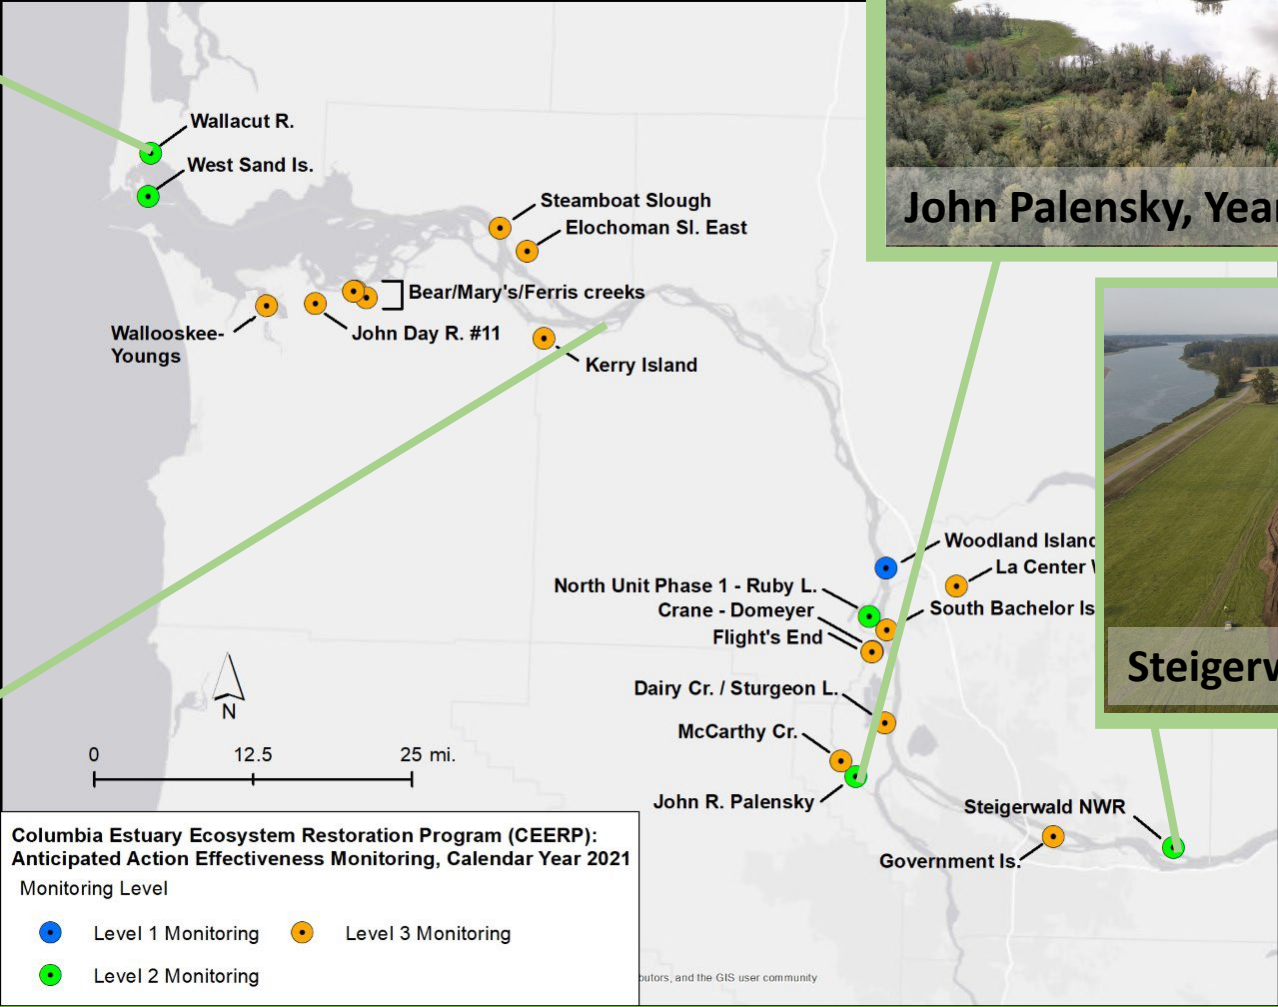 John Palensky, Year
Wallacut R.
West Sand Is.
Steamboat Slough
Elochoman Sl. East
Bear/Mary's/Ferris creeks
Wallooskee-
Youngs
John Day R. #11
Kerry Island
Woodland Island
La Center
North Unit Phase 1 - Ruby L.
Crane - Domeyer
South Bachelor Is
Flight's End
Dairy Cr. / Sturgeon L.
McCarthy Cr.
John R. Palensky
Steigerw
Steigerwald NWR
Government Is.
N
0 12.5 25 mi.
Columbia Estuary Ecosystem Restoration Program (CEERP):
Anticipated Action Effectiveness Monitoring, Calendar Year 2021
Monitoring Level
Level 1 Monitoring Level 3 Monitoring
Level 2 Monitoring
butors, and the GIS user community